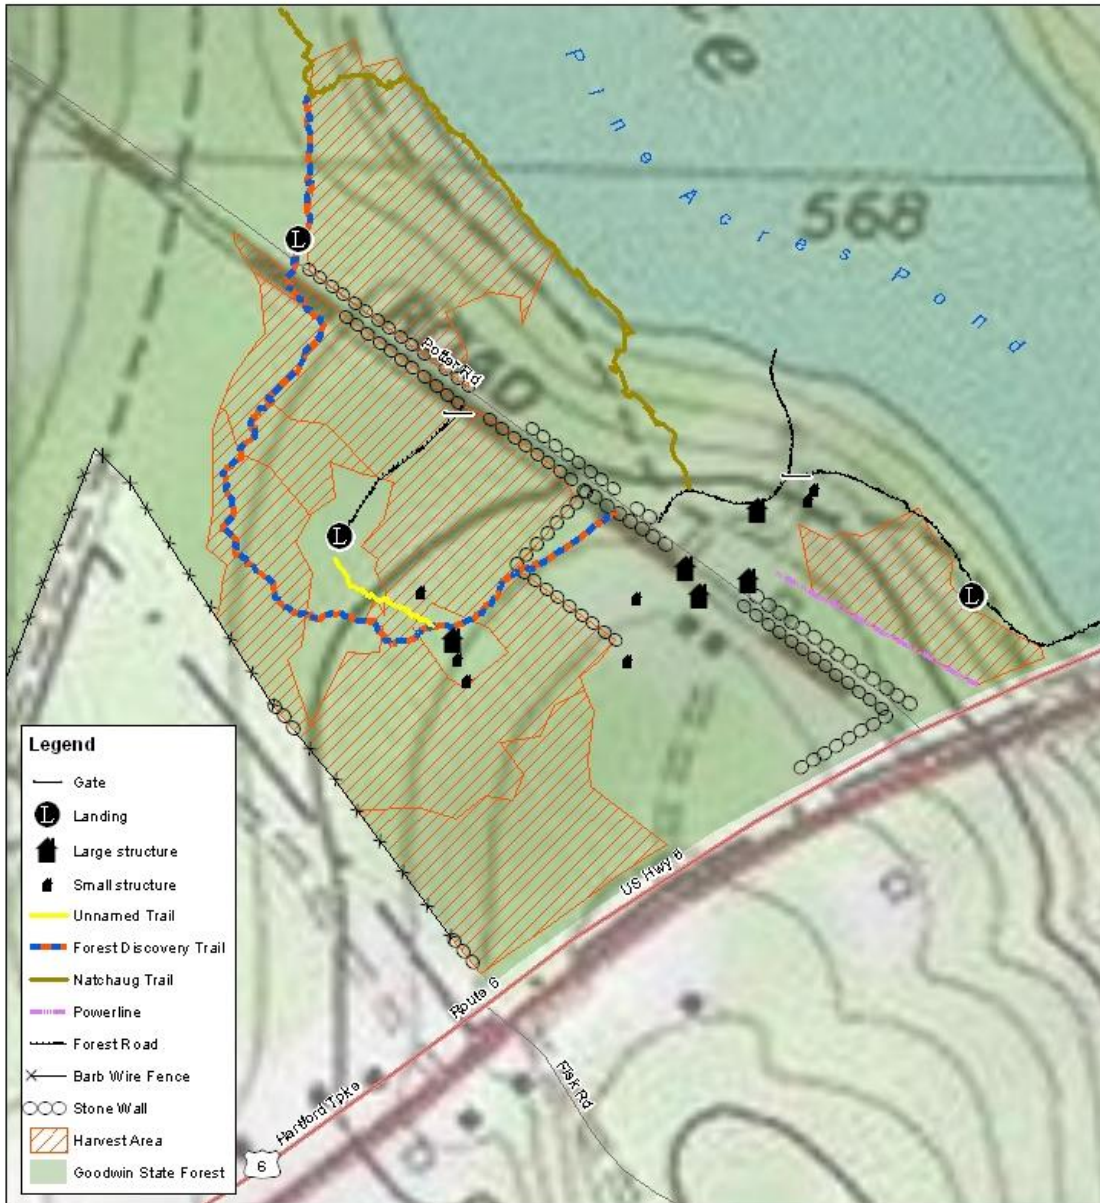 e
Pine Acres Pond
568
L
Potter Rd
40
L
L
Legend
Gate
L Landing
Large structure
Small structure
Unnamed Trail
Forest Discovery Trail
Natchaug Trail
Powerline
Forest Road
Barb Wire Fence
Stone Wall
Harvest Area
Goodwin State Forest
US Hwy 6
Route 6
Hartford Tpke
Fisk Rd
6